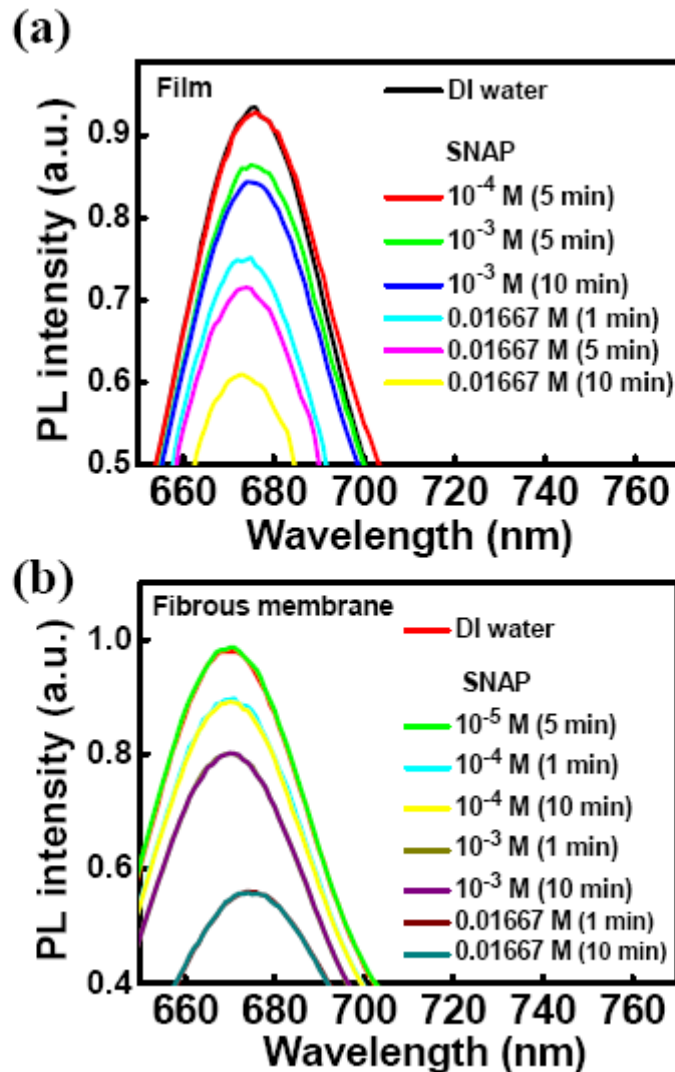 (a)
Film
DI water
SNAP
10⁻⁴ M (5 min)
10⁻³ M (5 min)
10⁻³ M (10 min)
0.01667 M (1 min)
0.01667 M (5 min)
0.01667 M (10 min)
0.9
0.8
0.7
0.6
0.5
PL intensity (a.u.)
660 680 700 720 740 760
Wavelength (nm)
(b)
Fibrous membrane
DI water
SNAP
10⁻⁵ M (5 min)
10⁻⁴ M (1 min)
10⁻⁴ M (10 min)
10⁻³ M (1 min)
10⁻³ M (10 min)
0.01667 M (1 min)
0.01667 M (10 min)
1.0
0.8
0.6
0.4
PL intensity (a.u.)
660 680 700 720 740 760
Wavelength (nm)